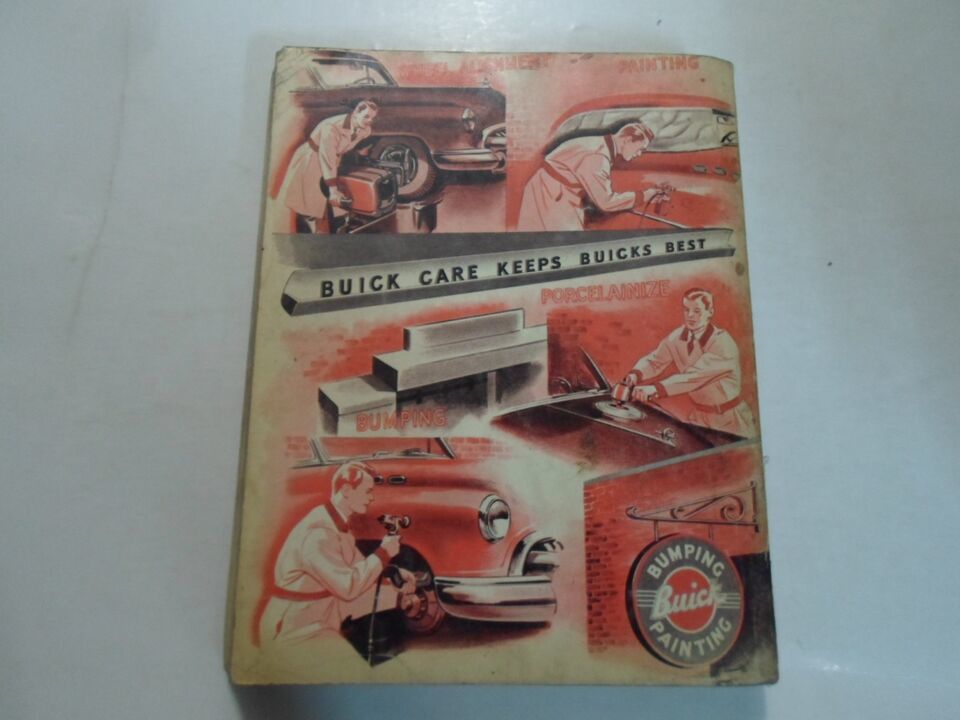 WHEEL ALIGNMENT
PAINTING
BUICK CARE KEEPS BUICKS BEST
PORCELAINIZE
BUMPING
BUMPING
Buick
PAINTING